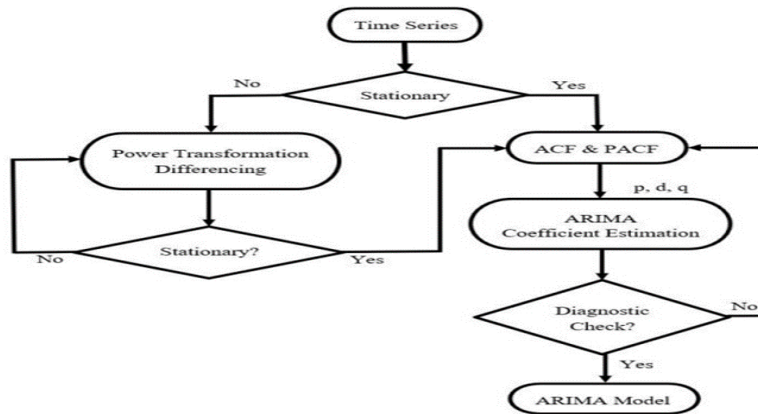 Time Series
No
Yes
Stationary
Power Transformation
Differencing
ACF & PACF
p, d, q
ARIMA
Coefficient Estimation
Stationary?
No
Yes
Diagnostic
Check?
No
Yes
ARIMA Model